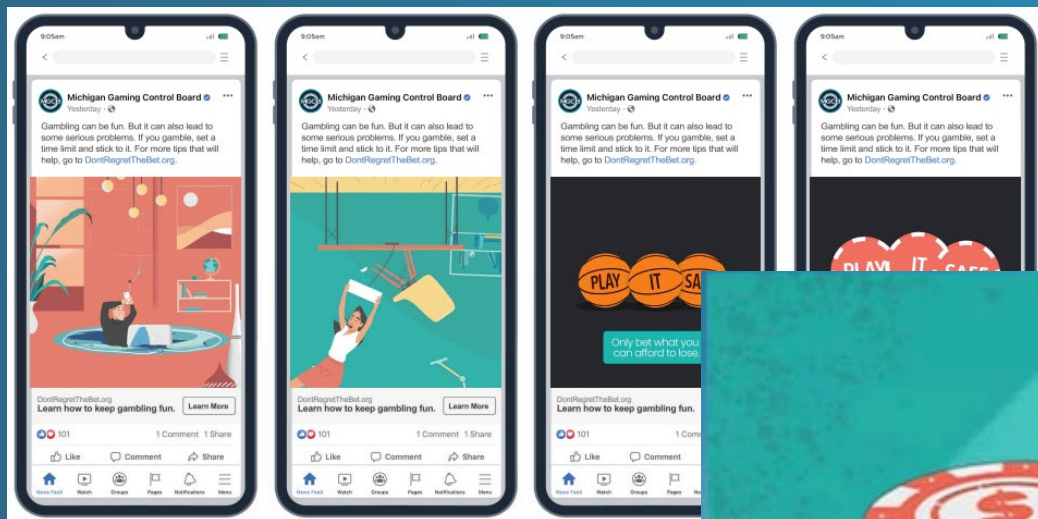 9:05am
Michigan Gaming Control Board
Yesterday ·
Gambling can be fun. But it can also lead to
some serious problems. If you gamble, set a
time limit and stick to it. For more tips that will
help, go to DontRegretTheBet.org.
DontRegretTheBet.org
Learn how to keep gambling fun.
Learn More
101
1 Comment 1 Share
Like Comment Share
News Feed Watch Groups Pages Notifications Menu
9:05am
Michigan Gaming Control Board
Yesterday ·
Gambling can be fun. But it can also lead to
some serious problems. If you gamble, set a
time limit and stick to it. For more tips that will
help, go to DontRegretTheBet.org.
DontRegretTheBet.org
Learn how to keep gambling fun.
Learn More
101
1 Comment 1 Share
Like Comment Share
News Feed Watch Groups Pages Notifications Menu
9:05am
Michigan Gaming Control Board
Yesterday ·
Gambling can be fun. But it can also lead to
some serious problems. If you gamble, set a
time limit and stick to it. For more tips that will
help, go to DontRegretTheBet.org.
PLAY IT SA
Only bet what you
can afford to lose.
DontRegretTheBet.org
Learn how to keep gambling fun.
101
1 Com
Like Comment
News Feed Watch Groups Pages
9:05am
Michigan Gaming Control Board
Yesterday ·
Gambling can be fun. But it can also lead to
some serious problems. If you gamble, set a
time limit and stick to it. For more tips that will
help, go to DontRegretTheBet.org.
PLAY IT SAFE
$